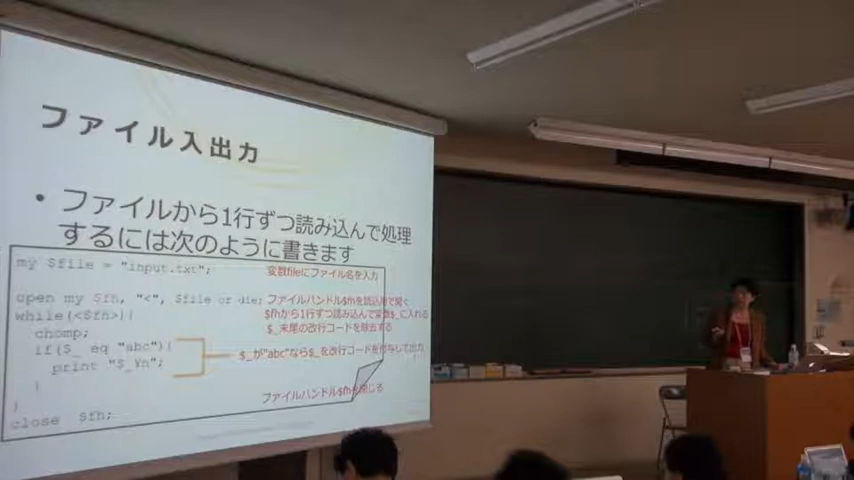 ファイル入出力
• ファイルから1行ずつ読み込んで処理
するには次のように書きます
my $file = "input.txt";  変数fileにファイル名を入力
open my $fh, "<", $file or die;  ファイルハンドル$fhを読込用で開く
while(<$fh>){  $fhから1行ずつ読み込んで変数$_に入れる
chomp;  $_末尾の改行コードを除去する
if($_ eq "abc"){  $_が"abc"なら$_を改行コードを付与して出力
print "$_¥n";
}
}
close $fh;  ファイルハンドル$fhを閉じる